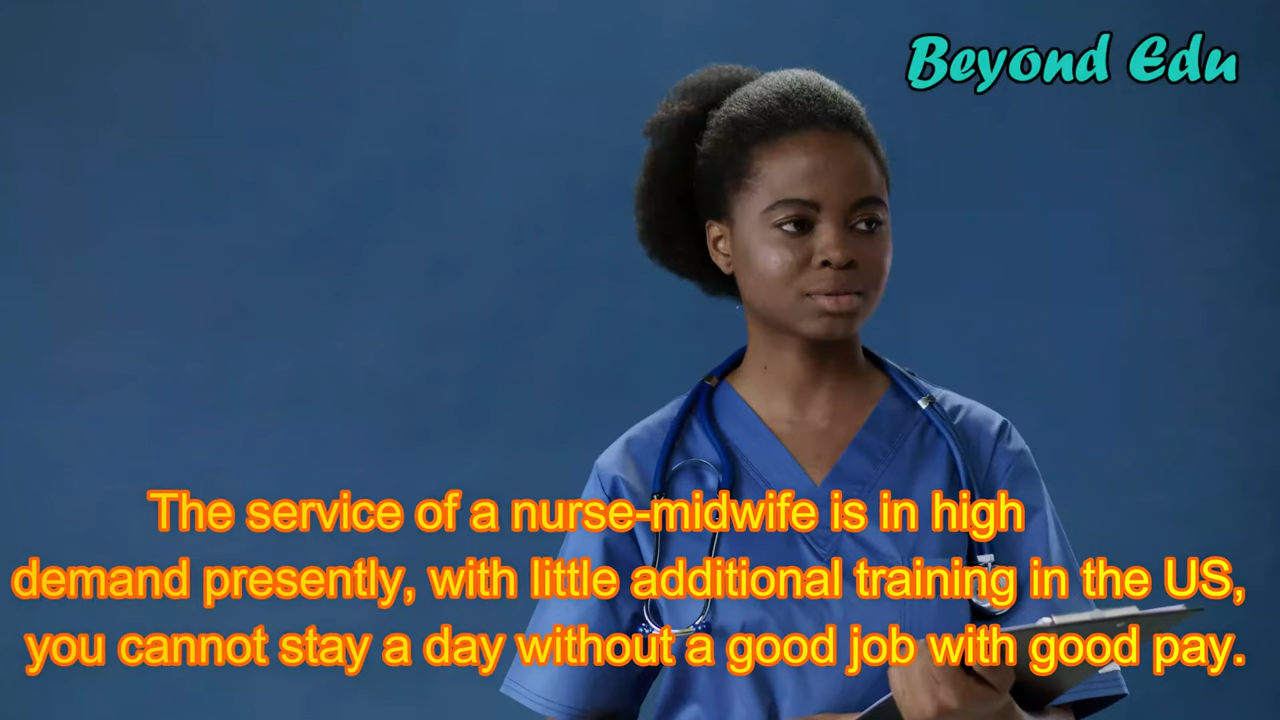 Beyond Edu
The service of a nurse-midwife is in high
demand presently, with little additional training in the US,
you cannot stay a day without a good job with good pay.